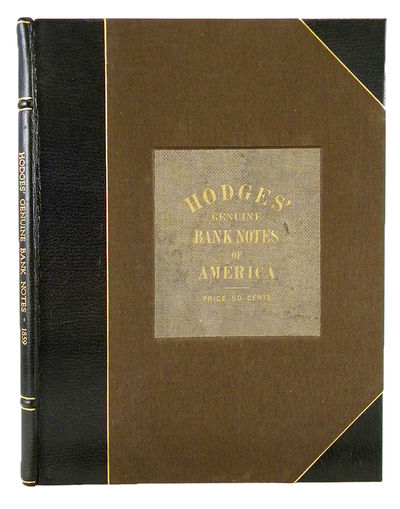 HODGES' GENUINE BANK NOTES - 1859
HODGES'
GENUINE
BANK NOTES
OF
AMERICA
PRICE 50 CENTS